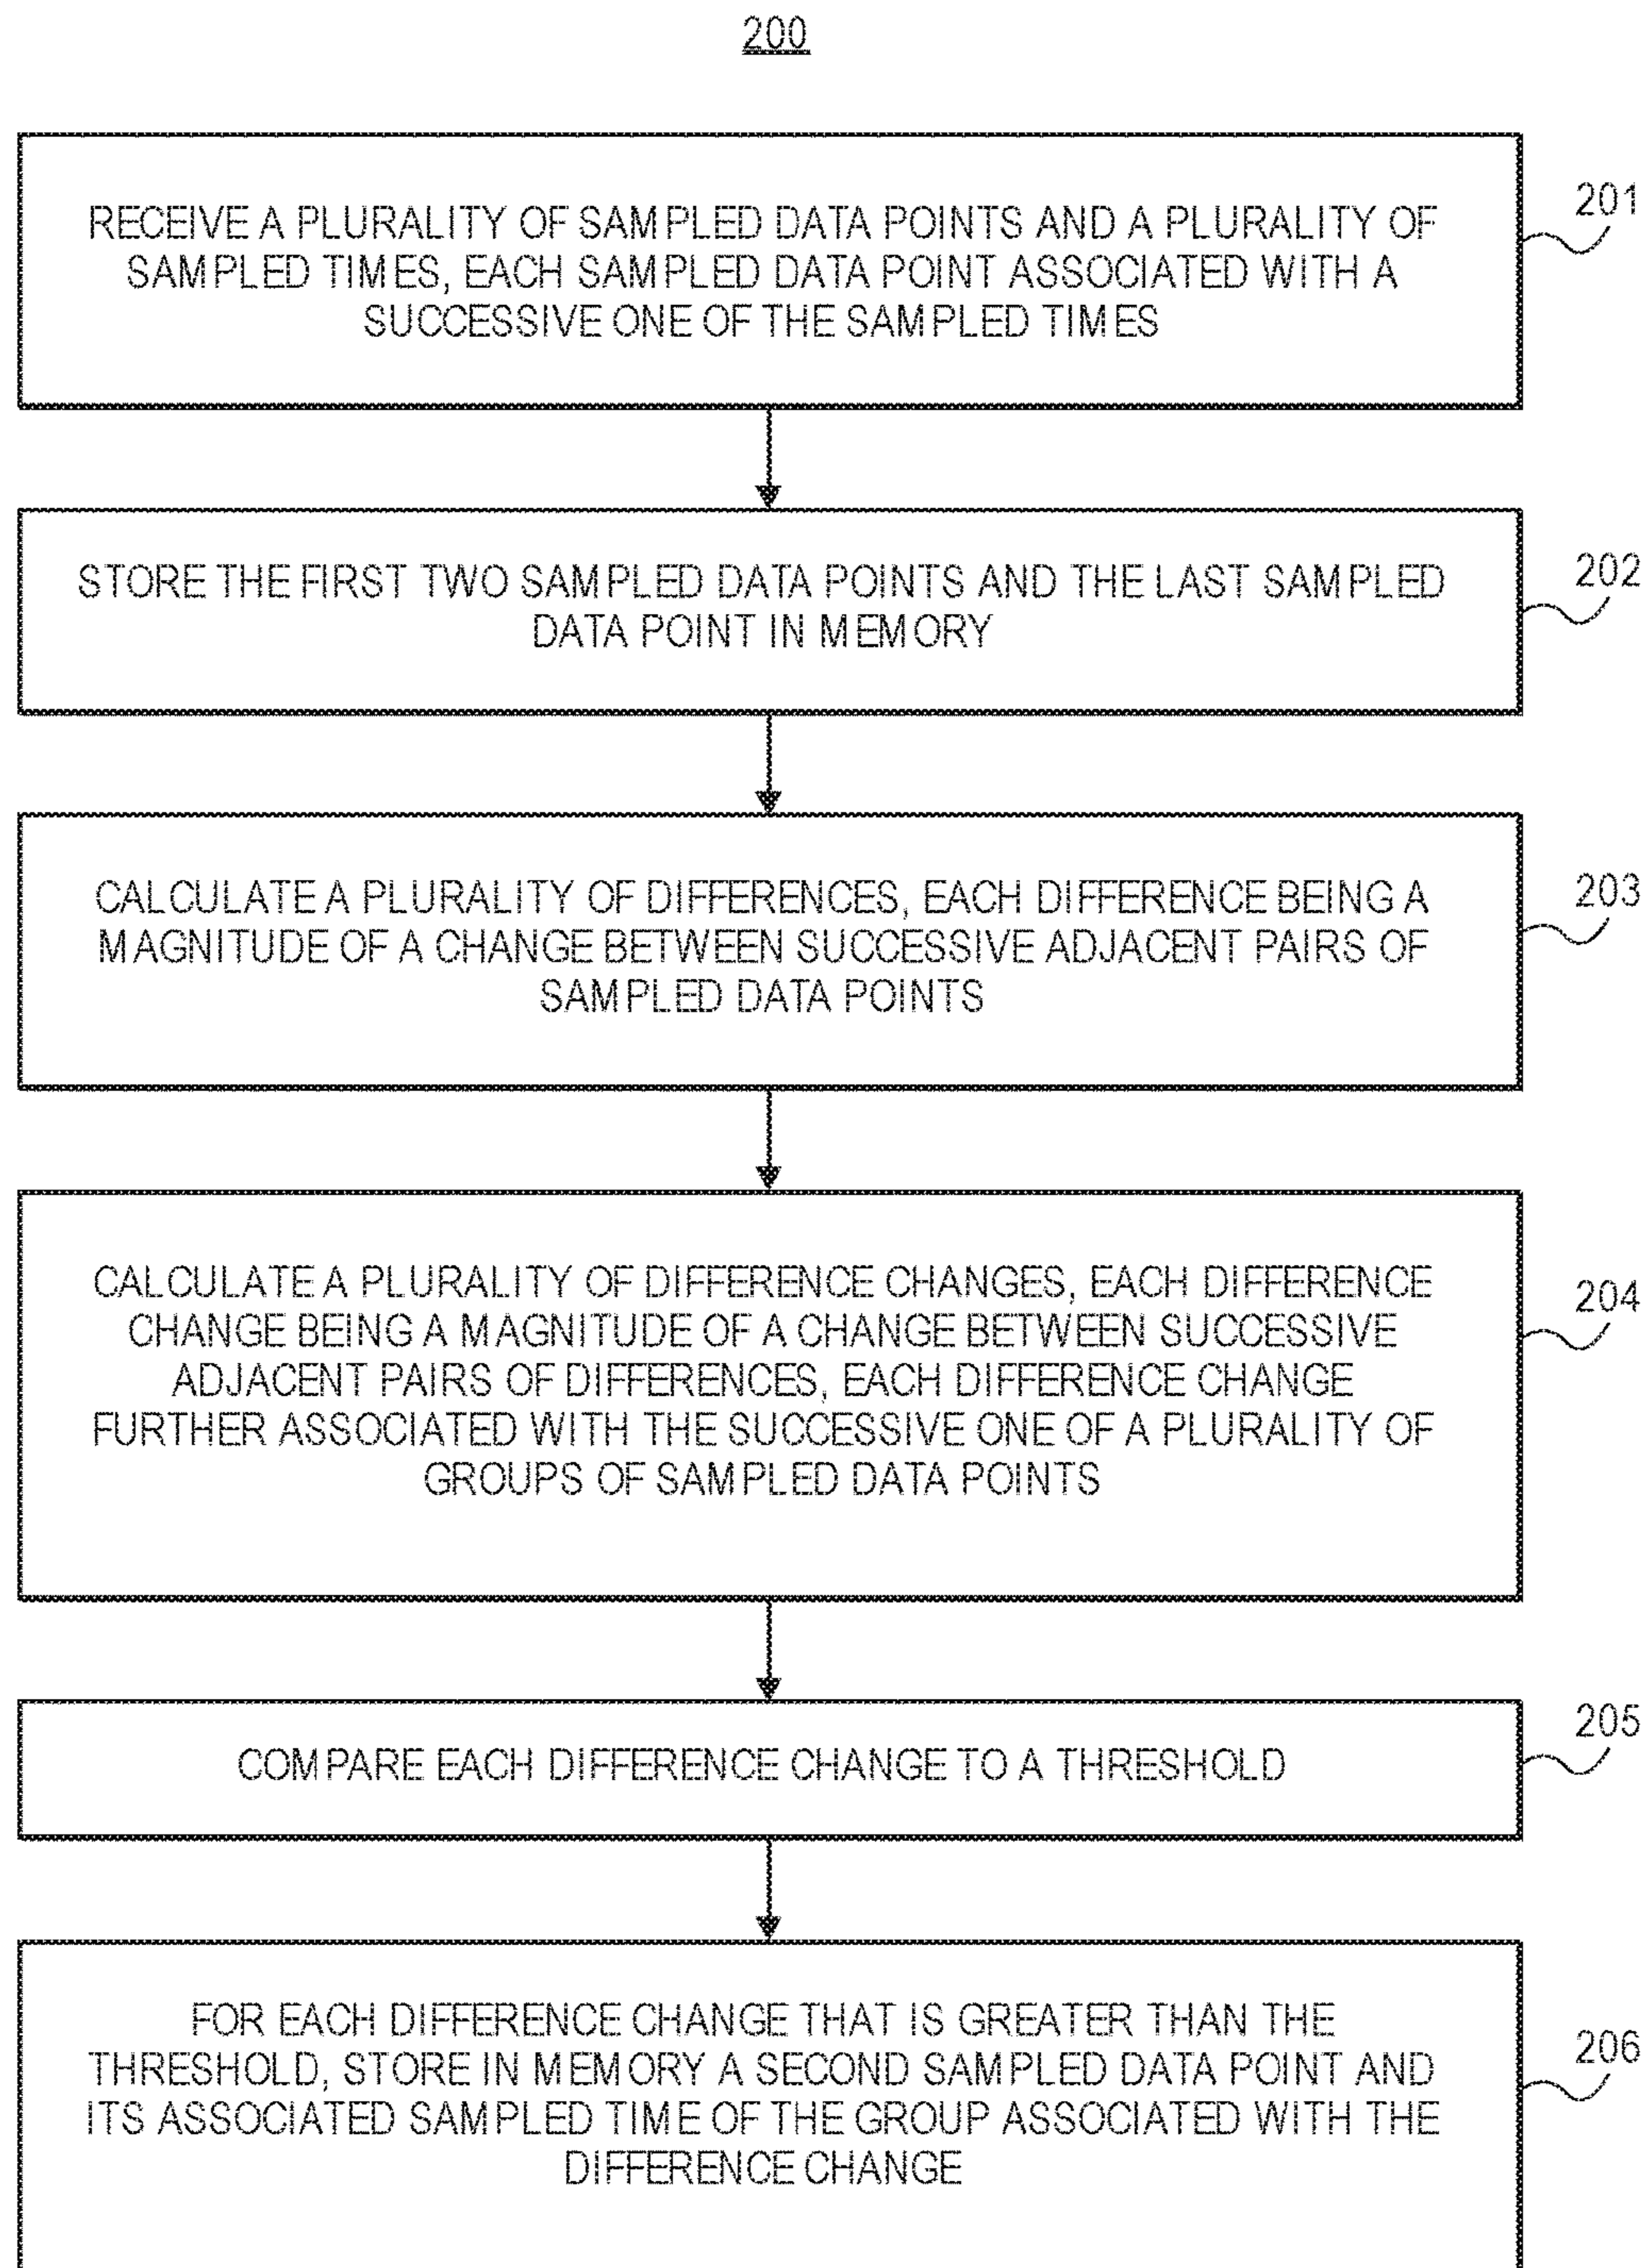 200
RECEIVE A PLURALITY OF SAMPLED DATA POINTS AND A PLURALITY OF
SAMPLED TIMES, EACH SAMPLED DATA POINT ASSOCIATED WITH A
SUCCESSIVE ONE OF THE SAMPLED TIMES
201
STORE THE FIRST TWO SAMPLED DATA POINTS AND THE LAST SAMPLED
DATA POINT IN MEMORY
202
CALCULATE A PLURALITY OF DIFFERENCES, EACH DIFFERENCE BEING A
MAGNITUDE OF A CHANGE BETWEEN SUCCESSIVE ADJACENT PAIRS OF
SAMPLED DATA POINTS
203
CALCULATE A PLURALITY OF DIFFERENCE CHANGES, EACH DIFFERENCE
CHANGE BEING A MAGNITUDE OF A CHANGE BETWEEN SUCCESSIVE
ADJACENT PAIRS OF DIFFERENCES, EACH DIFFERENCE CHANGE
FURTHER ASSOCIATED WITH THE SUCCESSIVE ONE OF A PLURALITY OF
GROUPS OF SAMPLED DATA POINTS
204
COMPARE EACH DIFFERENCE CHANGE TO A THRESHOLD
205
FOR EACH DIFFERENCE CHANGE THAT IS GREATER THAN THE
THRESHOLD, STORE IN MEMORY A SECOND SAMPLED DATA POINT AND
ITS ASSOCIATED SAMPLED TIME OF THE GROUP ASSOCIATED WITH THE
DIFFERENCE CHANGE
206